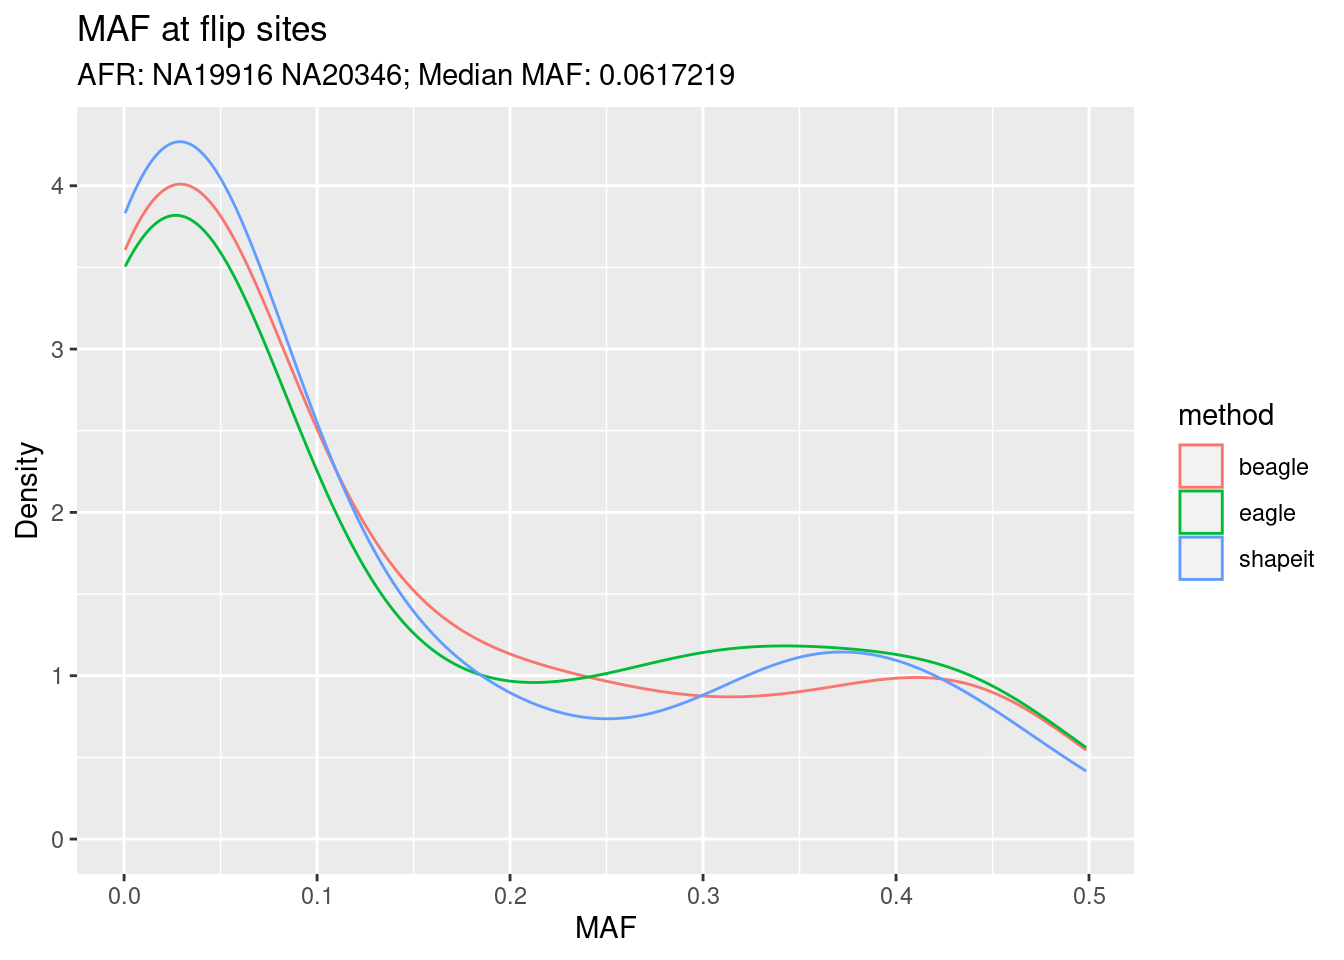 MAF at flip sites
AFR: NA19916 NA20346; Median MAF: 0.0617219
Density
4
3
2
1
0
0.0
0.1
0.2
0.3
0.4
0.5
MAF
method
beagle
eagle
shapeit